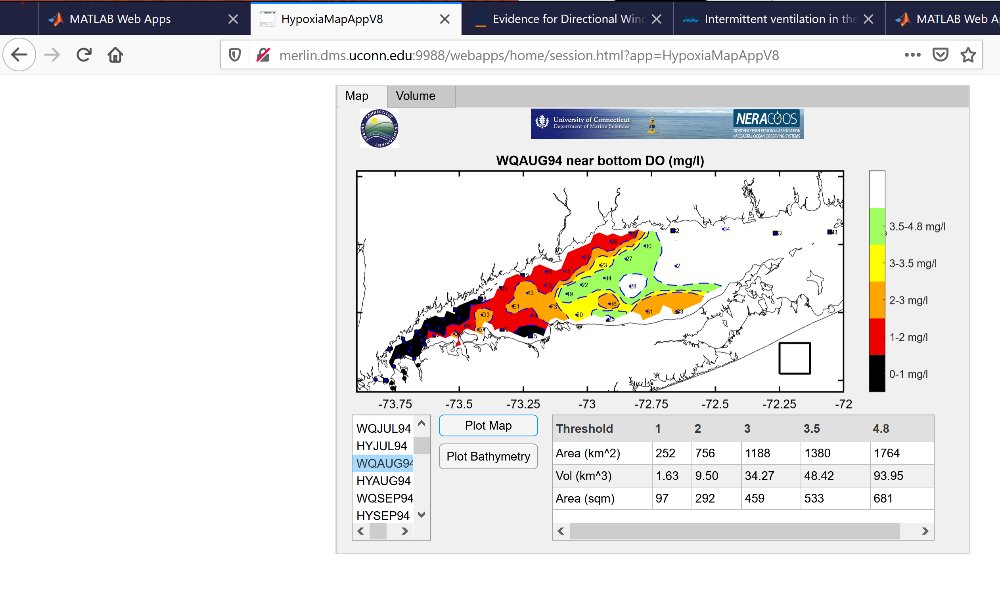 MATLAB Web Apps
HypoxiaMapAppV8
Evidence for Directional Winc
Intermittent ventilation in the
MATLAB Web A
merlin.dms.uconn.edu:9988/webapps/home/session.html?app=HypoxiaMapAppV8
Map Volume
CONNECTICUT
ENERGY ENVIRONMENT
University of Connecticut
Department of Marine Sciences
NERACOOS
NORTHEASTERN REGIONAL ASSOCIATION
of COASTAL OCEAN OBSERVING SYSTEMS
WQAUG94 near bottom DO (mg/l)
34
K2
M3
29
26
30
21
27
23
I2
16
18
H4
F2
22
28
09
13
19
E1
F3
H6
D3
14
20
31
33
25
06
07
10
04
15
3.5-4.8 mg/l
3-3.5 mg/l
2-3 mg/l
1-2 mg/l
0-1 mg/l
-73.75 -73.5 -73.25 -73 -72.75 -72.5 -72.25 -72
WQJUL94
HYJUL94
WQAUG94
HYAUG94
WQSEP94
HYSEP94
Plot Map
Plot Bathymetry
Threshold 1 2 3 3.5 4.8
Area (km^2) 252 756 1188 1380 1764
Vol (km^3) 1.63 9.50 34.27 48.42 93.95
Area (sqm) 97 292 459 533 681